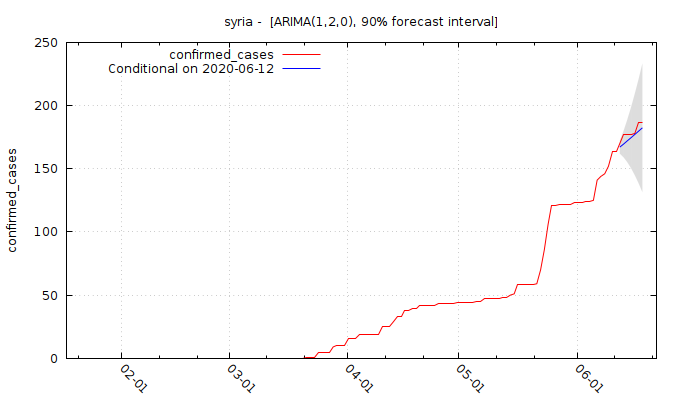 syria -  [ARIMA(1,2,0), 90% forecast interval]
confirmed_cases
Conditional on 2020-06-12
250
200
150
100
50
0
confirmed_cases
02-01
03-01
04-01
05-01
06-01